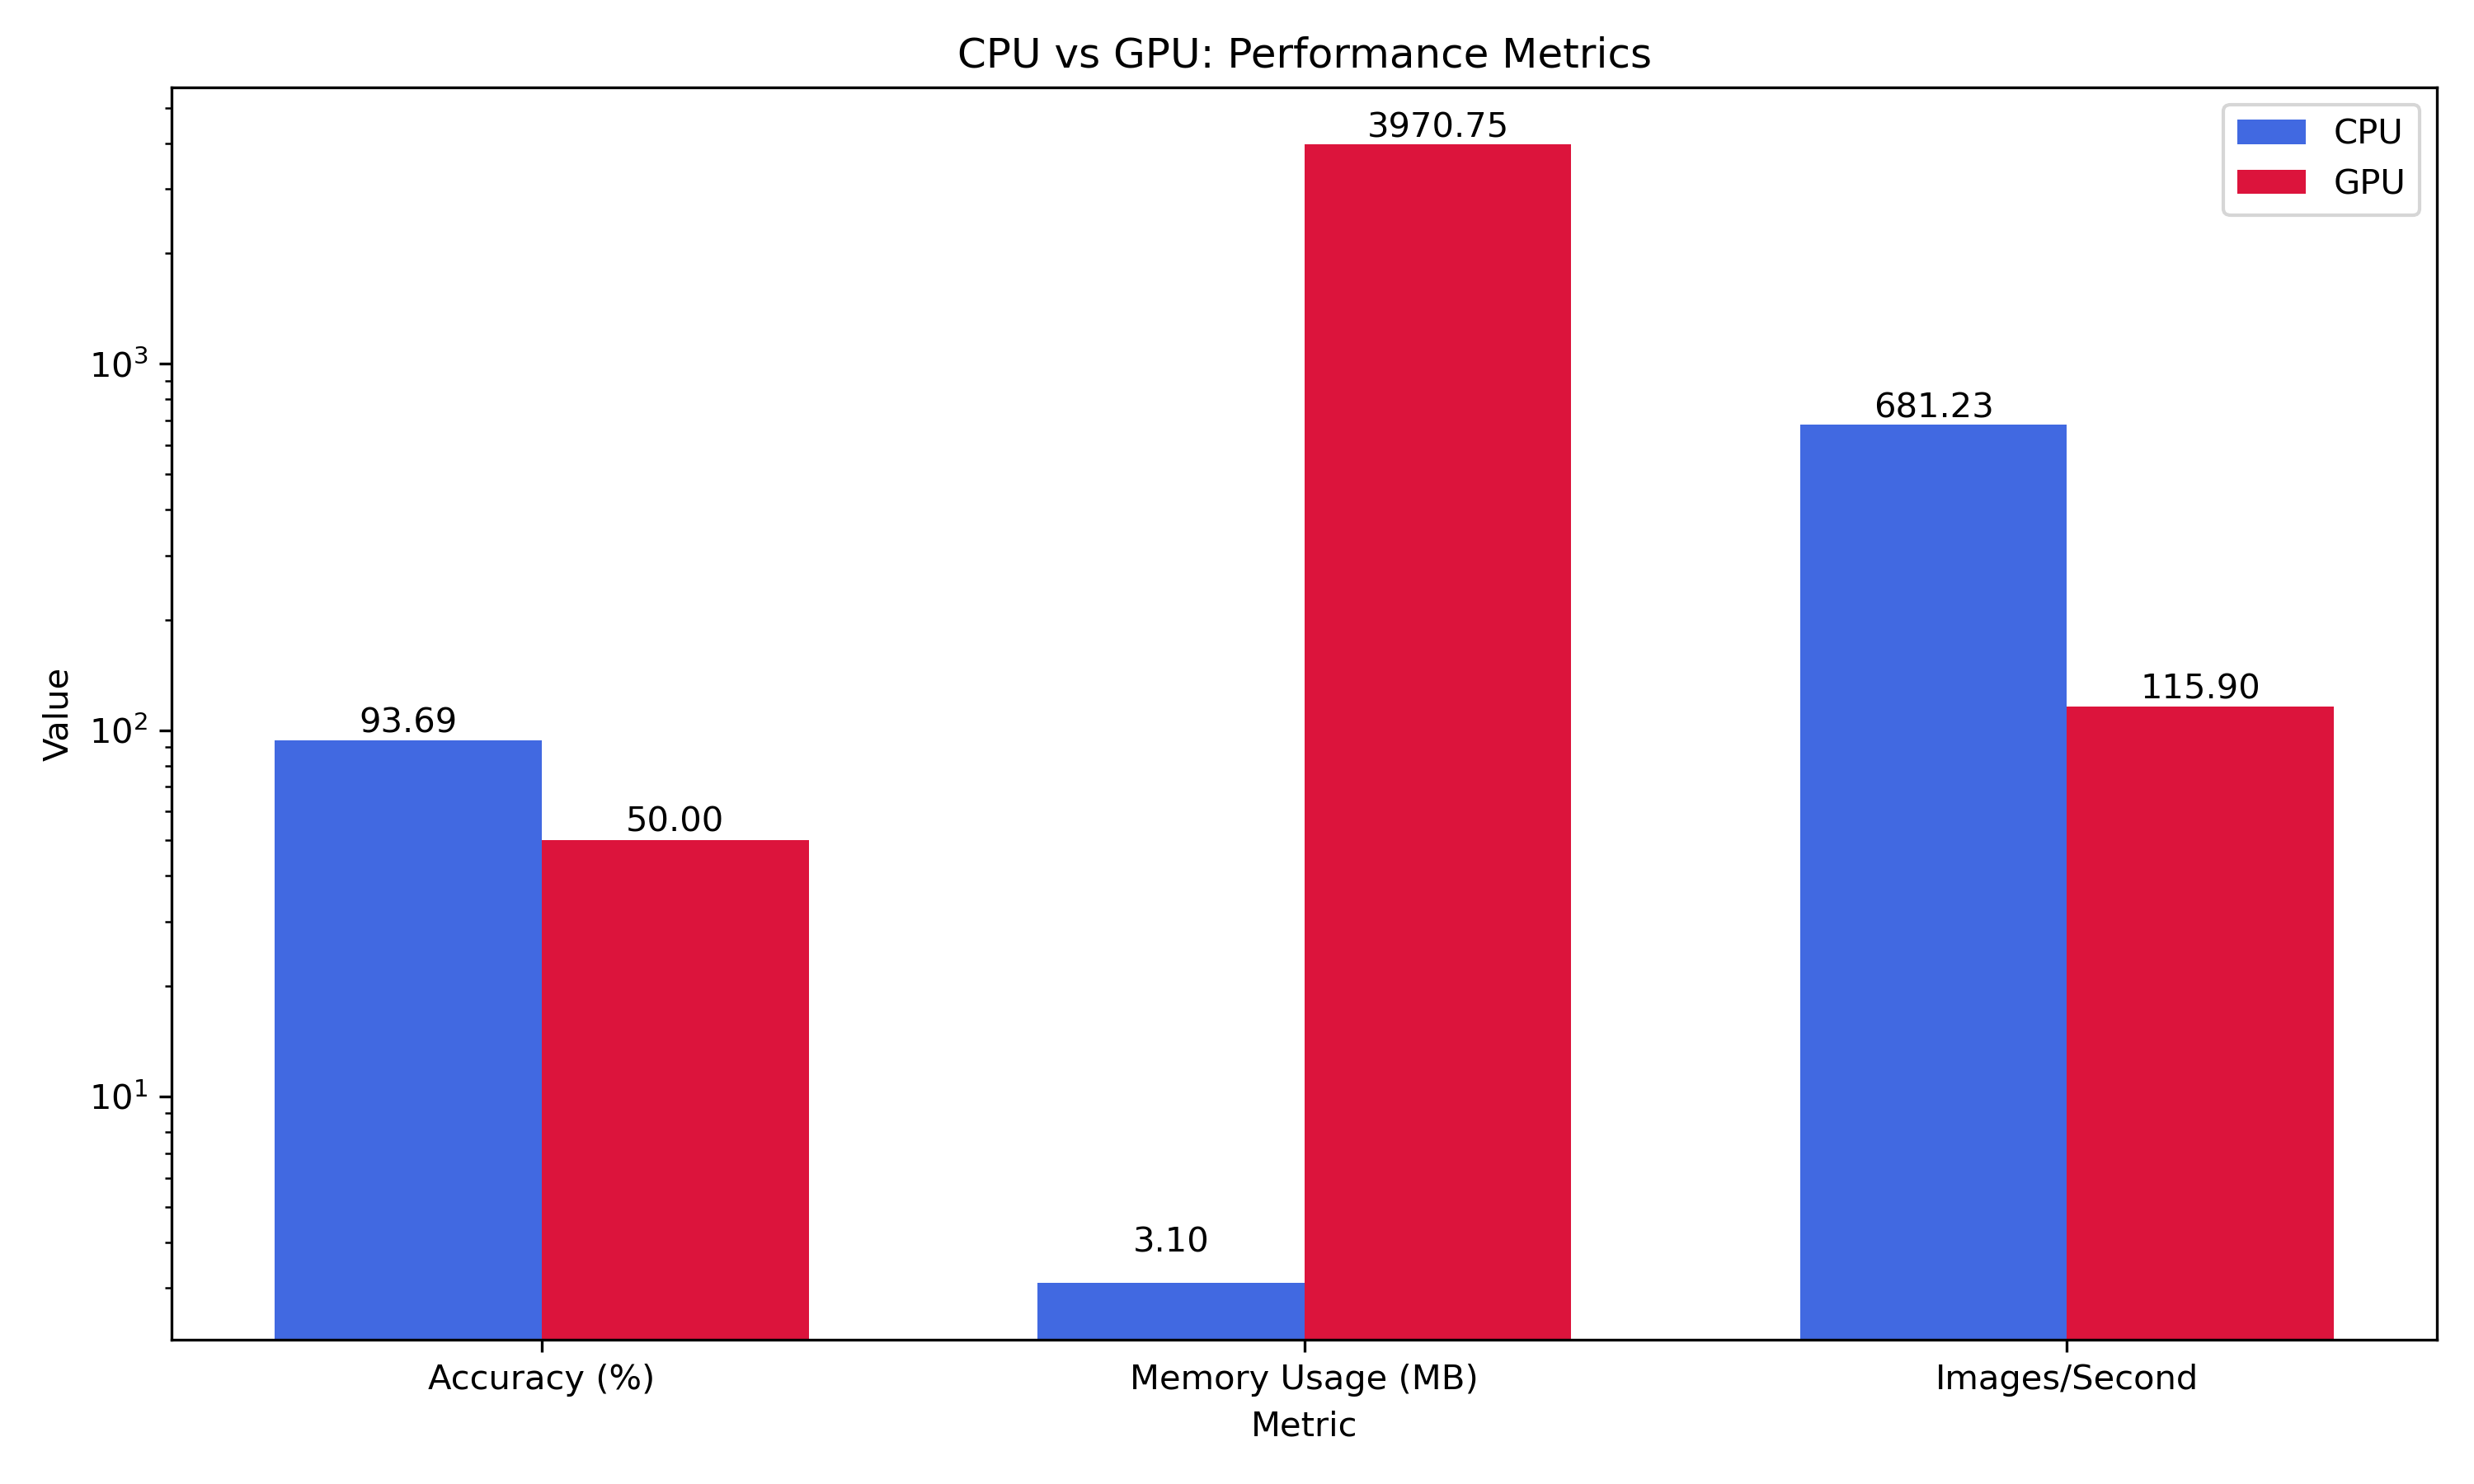 CPU vs GPU: Performance Metrics
CPU
GPU
3970.75
681.23
115.90
93.69
50.00
3.10
10³
10²
10¹
Value
Accuracy (%)
Memory Usage (MB)
Images/Second
Metric